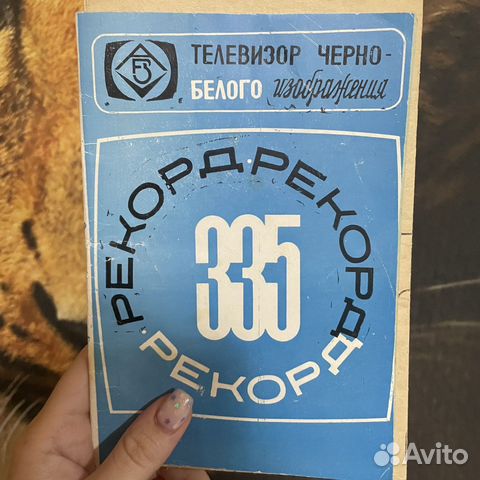 ТЕЛЕВИЗОР ЧЕРНО-
БЕЛОГО изображения
РЕКОРД·РЕКОРД
335
РЕКОРД
Avito